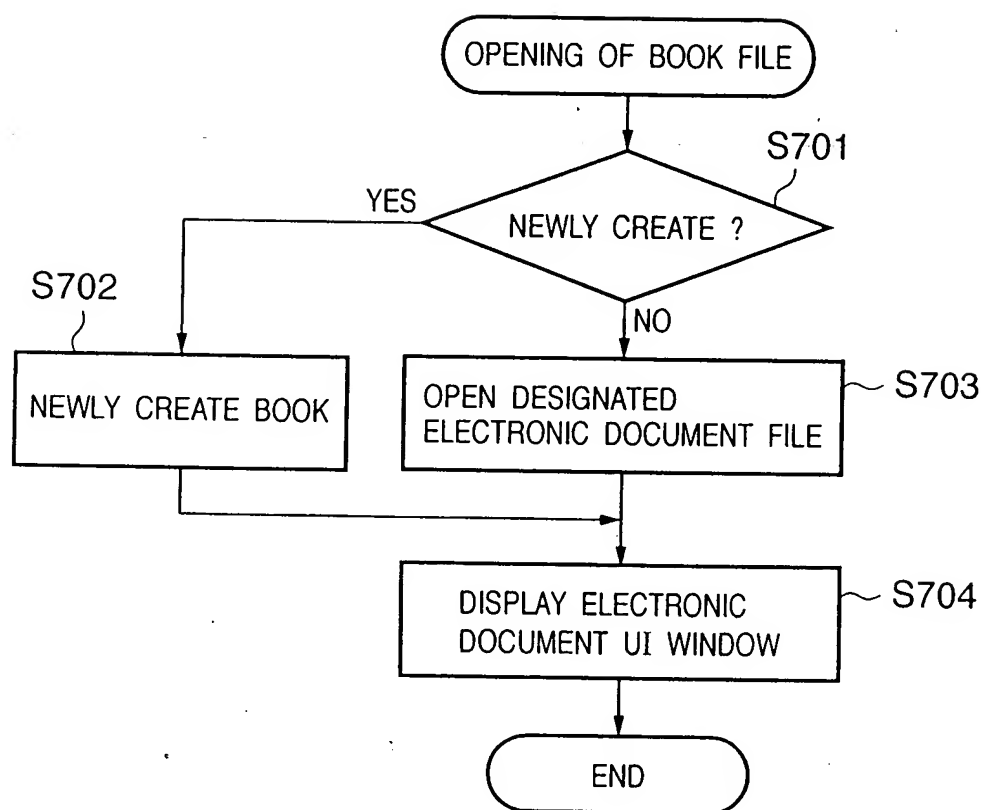 OPENING OF BOOK FILE
S701
YES
NEWLY CREATE ?
S702
NO
NEWLY CREATE BOOK
S703
OPEN DESIGNATED
ELECTRONIC DOCUMENT FILE
S704
DISPLAY ELECTRONIC
DOCUMENT UI WINDOW
END